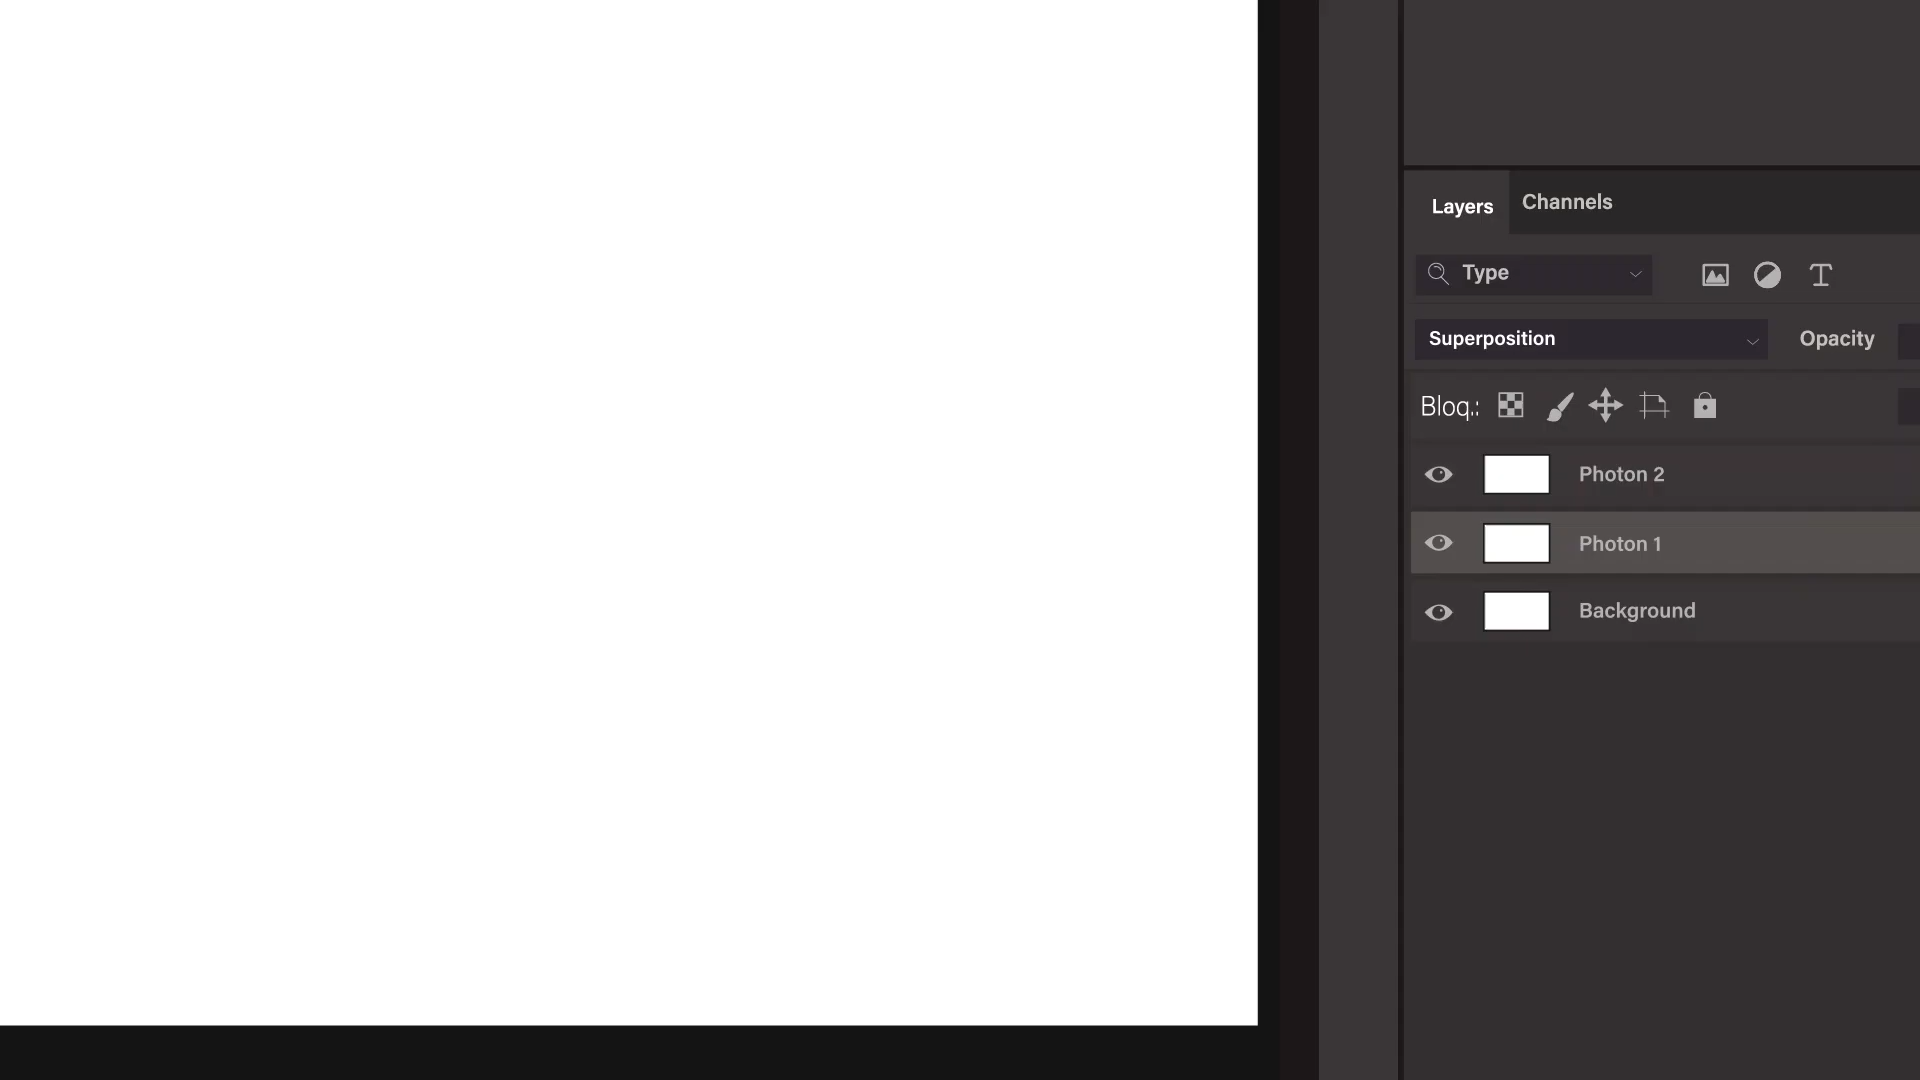 Layers
Channels
Type
Superposition
Opacity
Bloq.:
Photon 2
Photon 1
Background